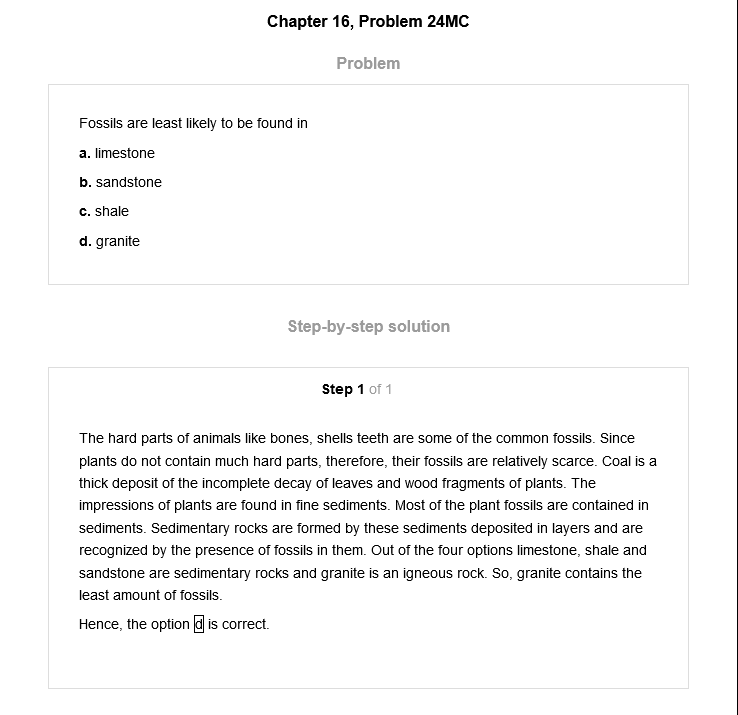 Chapter 16, Problem 24MC
Problem
Fossils are least likely to be found in
a. limestone
b. sandstone
c. shale
d. granite
Step-by-step solution
Step 1 of 1
The hard parts of animals like bones, shells teeth are some of the common fossils. Since
plants do not contain much hard parts, therefore, their fossils are relatively scarce. Coal is a
thick deposit of the incomplete decay of leaves and wood fragments of plants. The
impressions of plants are found in fine sediments. Most of the plant fossils are contained in
sediments. Sedimentary rocks are formed by these sediments deposited in layers and are
recognized by the presence of fossils in them. Out of the four options limestone, shale and
sandstone are sedimentary rocks and granite is an igneous rock. So, granite contains the
least amount of fossils.
Hence, the option d is correct.